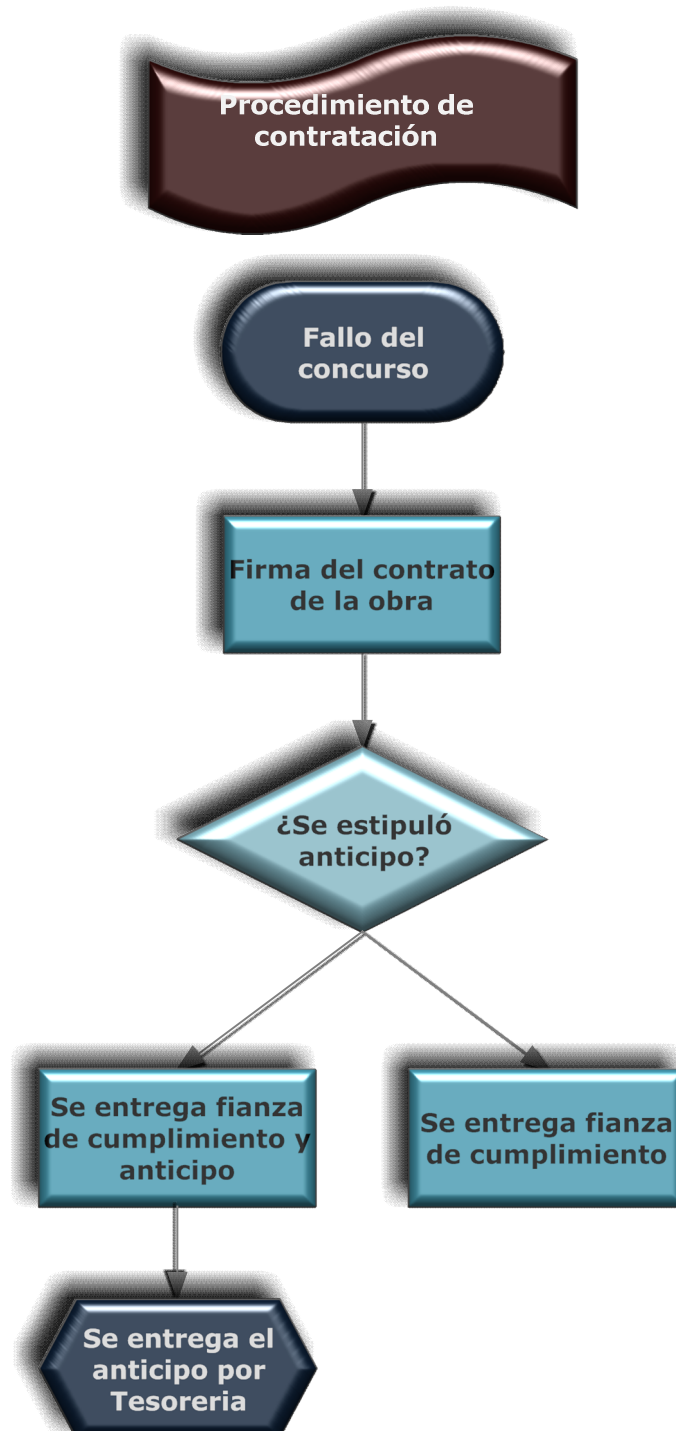 Procedimiento de
contratación
Fallo del
concurso
Firma del contrato
de la obra
¿Se estipuló
anticipo?
Se entrega fianza
de cumplimiento y
anticipo
Se entrega fianza
de cumplimiento
Se entrega el
anticipo por
Tesoreria